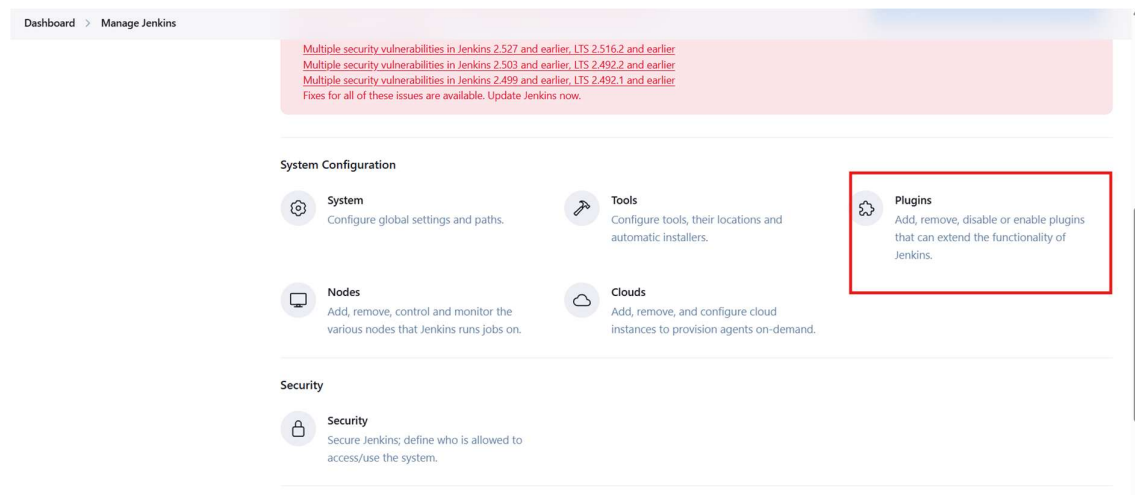 Dashboard > Manage Jenkins
Multiple security vulnerabilities in Jenkins 2.527 and earlier, LTS 2.516.2 and earlier
Multiple security vulnerabilities in Jenkins 2.503 and earlier, LTS 2.492.2 and earlier
Multiple security vulnerabilities in Jenkins 2.499 and earlier, LTS 2.492.1 and earlier
Fixes for all of these issues are available. Update Jenkins now.
System Configuration
System
Configure global settings and paths.
Tools
Configure tools, their locations and
automatic installers.
Plugins
Add, remove, disable or enable plugins
that can extend the functionality of
Jenkins.
Nodes
Add, remove, control and monitor the
various nodes that Jenkins runs jobs on.
Clouds
Add, remove, and configure cloud
instances to provision agents on-demand.
Security
Security
Secure Jenkins; define who is allowed to
access/use the system.